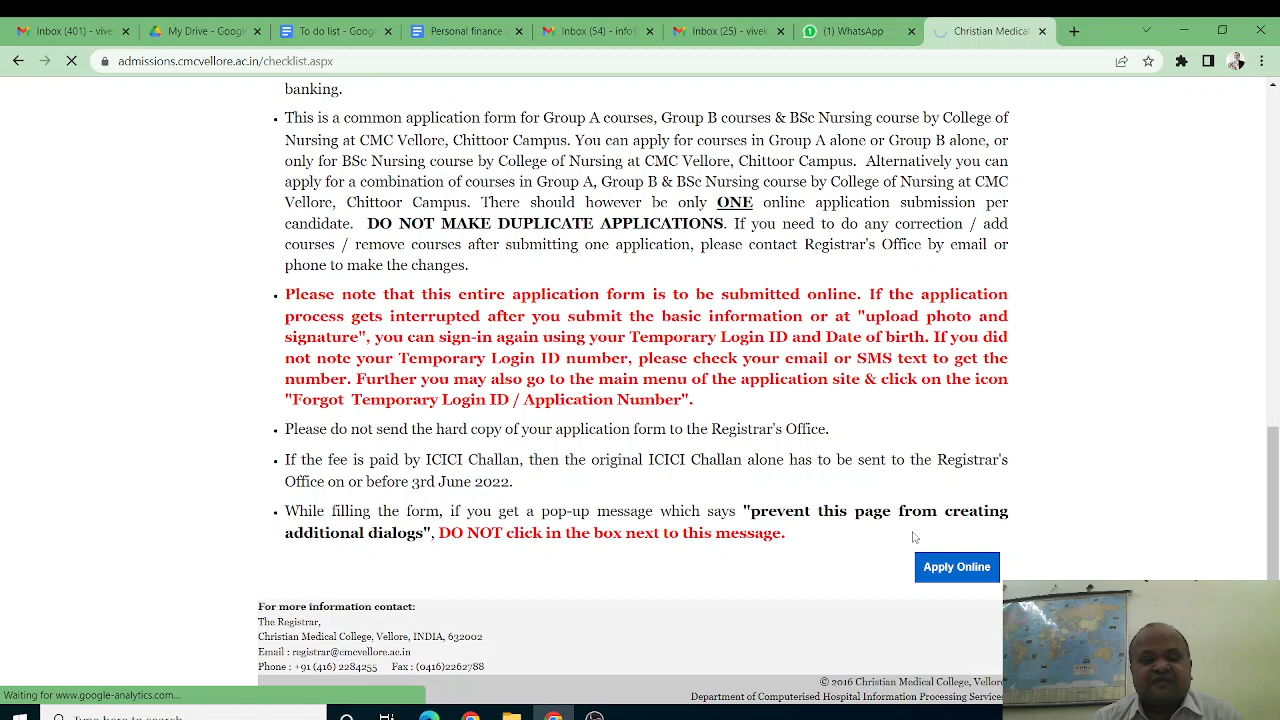 Inbox (401) - vive
My Drive - Google
To do list - Googl
Personal finance
Inbox (54) - info
Inbox (25) - vivek
(1) WhatsApp
Christian Medical
admissions.cmcvellore.ac.in/checklist.aspx
banking.
This is a common application form for Group A courses, Group B courses & BSc Nursing course by College of
Nursing at CMC Vellore, Chittoor Campus. You can apply for courses in Group A alone or Group B alone, or
only for BSc Nursing course by College of Nursing at CMC Vellore, Chittoor Campus. Alternatively you can
apply for a combination of courses in Group A, Group B & BSc Nursing course by College of Nursing at CMC
Vellore, Chittoor Campus. There should however be only ONE online application submission per
candidate. DO NOT MAKE DUPLICATE APPLICATIONS. If you need to do any correction / add
courses / remove courses after submitting one application, please contact Registrar's Office by email or
phone to make the changes.
Please note that this entire application form is to be submitted online. If the application
process gets interrupted after you submit the basic information or at "upload photo and
signature", you can sign-in again using your Temporary Login ID and Date of birth. If you did
not note your Temporary Login ID number, please check your email or SMS text to get the
number. Further you may also go to the main menu of the application site & click on the icon
"Forgot Temporary Login ID / Application Number".
Please do not send the hard copy of your application form to the Registrar's Office.
If the fee is paid by ICICI Challan, then the original ICICI Challan alone has to be sent to the Registrar's
Office on or before 3rd June 2022.
While filling the form, if you get a pop-up message which says "prevent this page from creating
additional dialogs", DO NOT click in the box next to this message.
Apply Online
For more information contact:
The Registrar,
Christian Medical College, Vellore, INDIA, 632002
Email : registrar@cmcvellore.ac.in
Phone : +91 (416) 2284255 Fax : (0416)2262788
© 2016 Christian Medical College, Vellore
Department of Computerised Hospital Information Processing Services
Waiting for www.google-analytics.com...
Type here to search